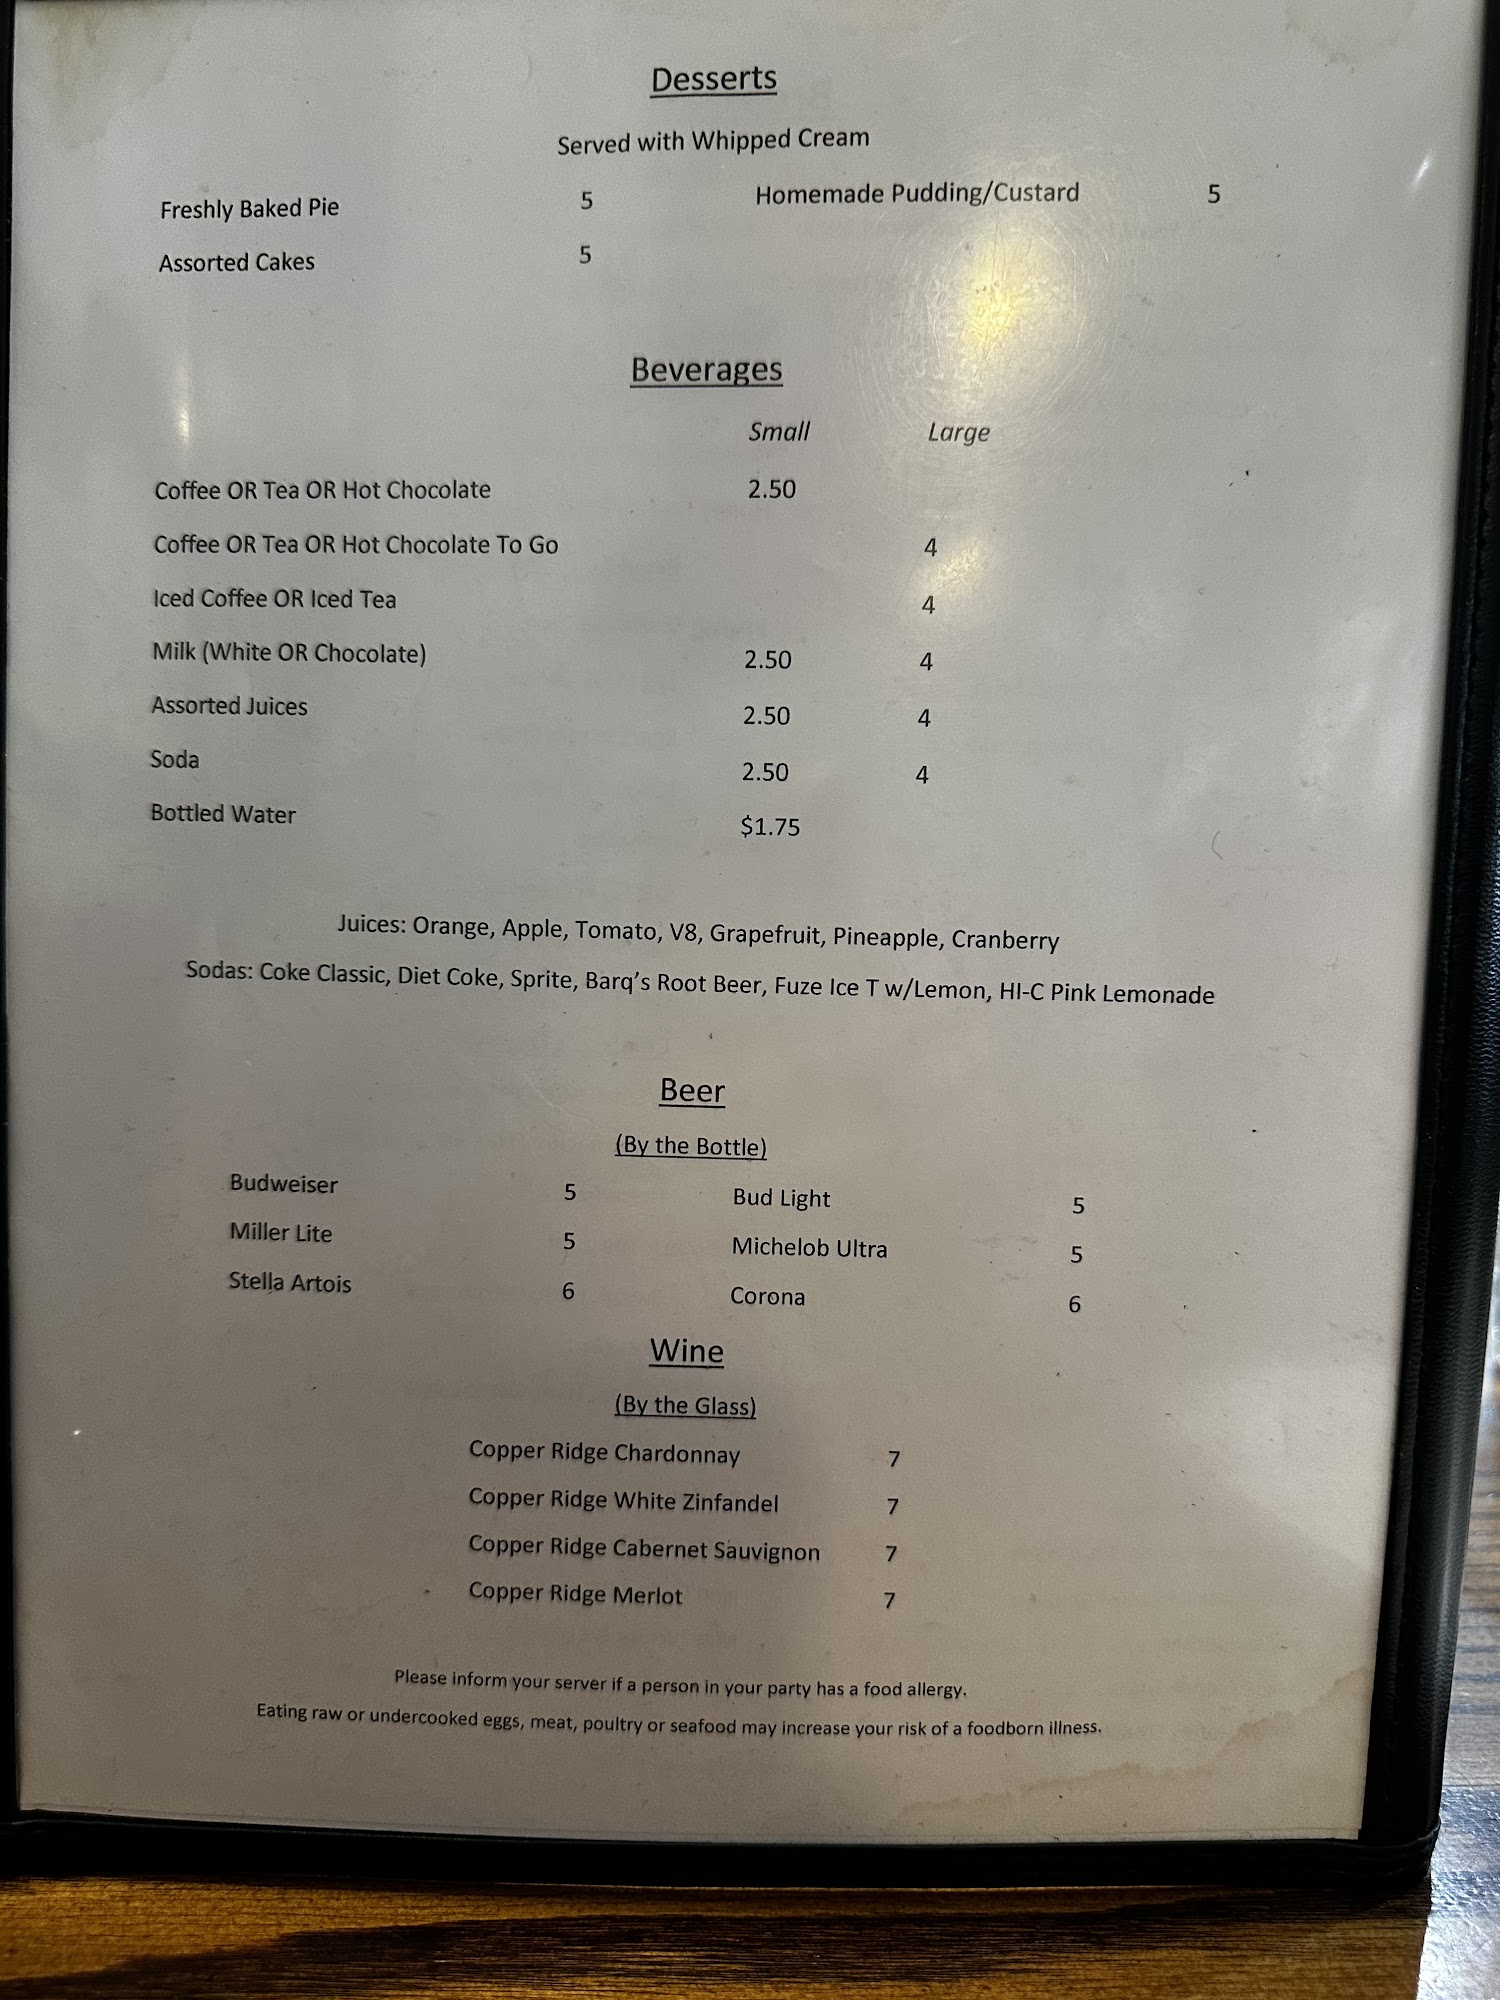 Desserts
Served with Whipped Cream
Freshly Baked Pie 5 Homemade Pudding/Custard 5
Assorted Cakes 5
Beverages
Small Large
Coffee OR Tea OR Hot Chocolate 2.50
Coffee OR Tea OR Hot Chocolate To Go 4
Iced Coffee OR Iced Tea 4
Milk (White OR Chocolate) 2.50 4
Assorted Juices 2.50 4
Soda 2.50 4
Bottled Water $1.75
Juices: Orange, Apple, Tomato, V8, Grapefruit, Pineapple, Cranberry
Sodas: Coke Classic, Diet Coke, Sprite, Barq’s Root Beer, Fuze Ice T w/Lemon, HI-C Pink Lemonade
Beer
(By the Bottle)
Budweiser 5 Bud Light 5
Miller Lite 5 Michelob Ultra 5
Stella Artois 6 Corona 6
Wine
(By the Glass)
Copper Ridge Chardonnay 7
Copper Ridge White Zinfandel 7
Copper Ridge Cabernet Sauvignon 7
Copper Ridge Merlot 7
Please inform your server if a person in your party has a food allergy.
Eating raw or undercooked eggs, meat, poultry or seafood may increase your risk of a foodborn illness.